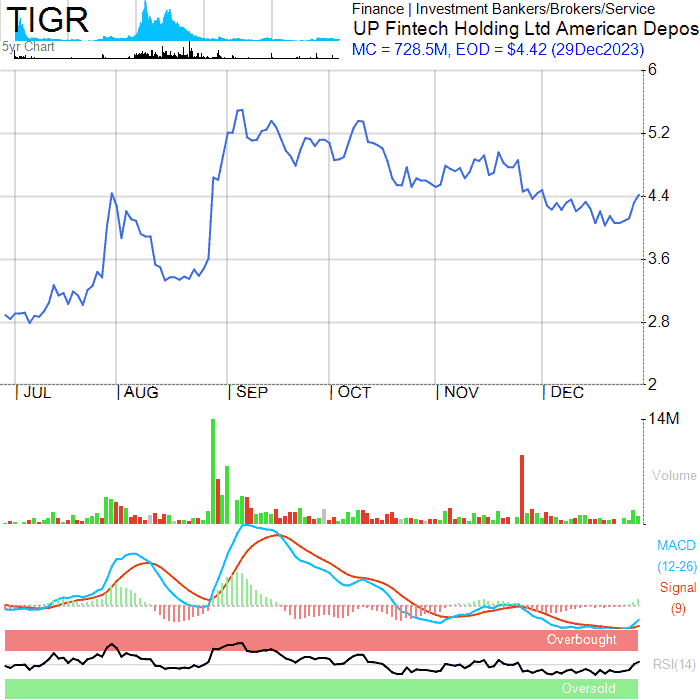 TIGR
5yr Chart
Finance | Investment Bankers/Brokers/Service
UP Fintech Holding Ltd American Depos
MC = 728.5M, EOD = $4.42 (29Dec2023)
6
5.2
4.4
3.6
2.8
2
JUL AUG SEP OCT NOV DEC
14M
Volume
MACD
(12-26)
Signal
(9)
Overbought
RSI(14)
Oversold